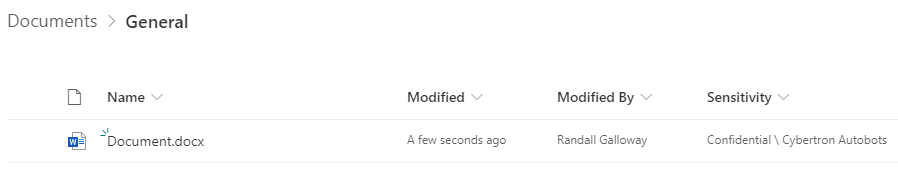 Documents > General
Name Modified Modified By Sensitivity
W Document.docx A few seconds ago Randall Galloway Confidential \ Cybertron Autobots